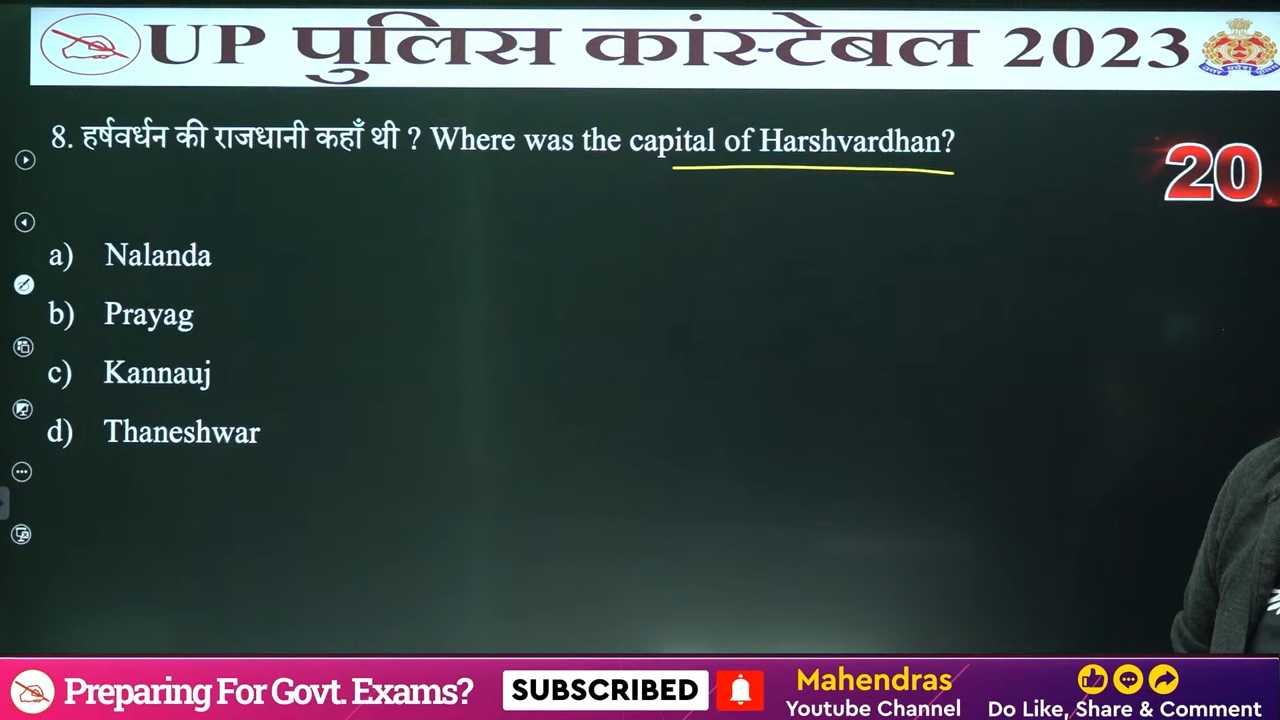 UP पुलिस कांस्टेबल 2023
8. हर्षवर्धन की राजधानी कहाँ थी ? Where was the capital of Harshvardhan?
20
a) Nalanda
b) Prayag
c) Kannauj
d) Thaneshwar
Preparing For Govt. Exams?
SUBSCRIBED
Mahendras
Youtube Channel
Do Like, Share & Comment